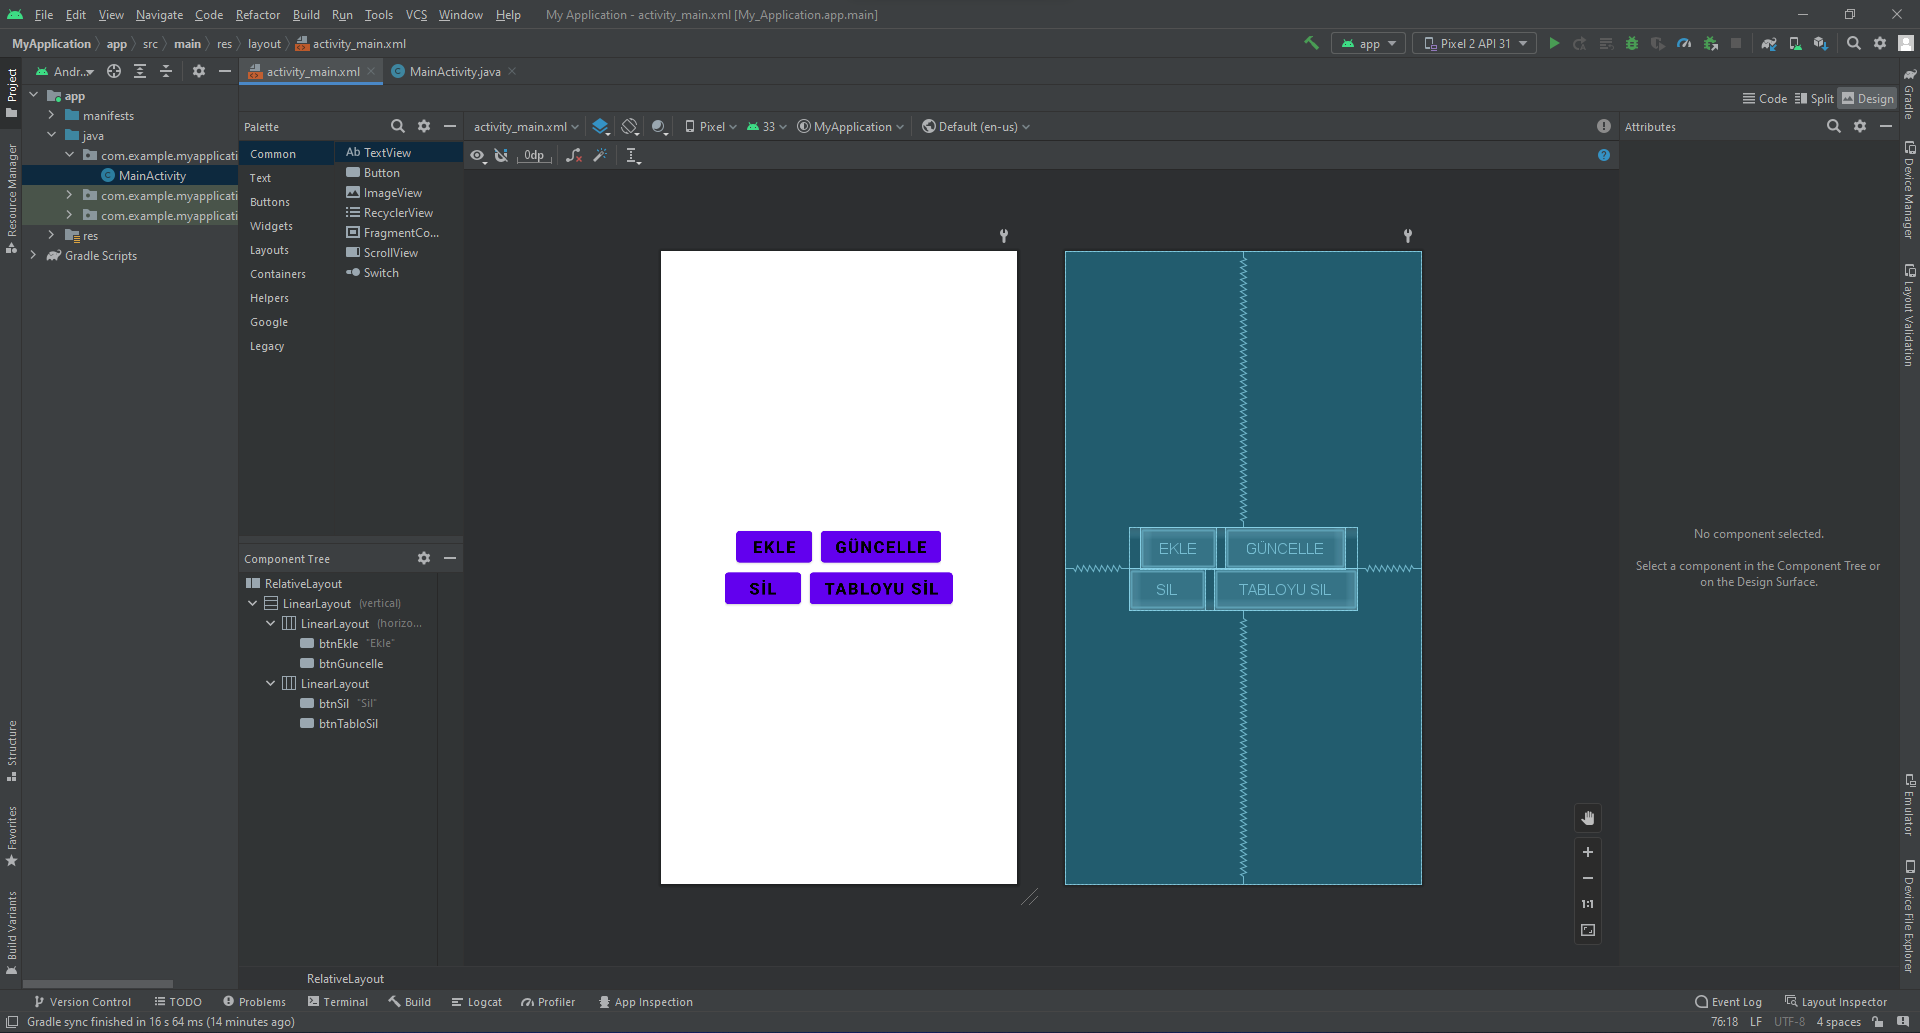 File Edit View Navigate Code Refactor Build Run Tools VCS Window Help My Application - activity_main.xml [My_Application.app.main]
MyApplication app src main res layout activity_main.xml app Pixel 2 API 31
Andr... activity_main.xml MainActivity.java
Project
Resource Manager
Structure
Favorites
Build Variants
app
manifests
java
com.example.myapplicati
MainActivity
com.example.myapplicati
com.example.myapplicati
res
Gradle Scripts
Code Split Design
Palette
Common
Text
Buttons
Widgets
Layouts
Containers
Helpers
Google
Legacy
Ab TextView
Button
ImageView
RecyclerView
FragmentCo...
ScrollView
Switch
activity_main.xml Pixel 33 MyApplication Default (en-us)
0dp
EKLE GÜNCELLE
SİL TABLOYU SİL
EKLE GÜNCELLE
SIL TABLOYU SIL
1:1
Attributes
No component selected.
Select a component in the Component Tree or
on the Design Surface.
Component Tree
RelativeLayout
LinearLayout (vertical)
LinearLayout (horizo...
btnEkle "Ekle"
btnGuncelle
LinearLayout
btnSil "Sil"
btnTabloSil
RelativeLayout
Gradle
Device Manager
Layout Validation
Emulator
Device File Explorer
Version Control TODO Problems Terminal Build Logcat Profiler App Inspection Event Log Layout Inspector
Gradle sync finished in 16 s 64 ms (14 minutes ago) 76:18 LF UTF-8 4 spaces